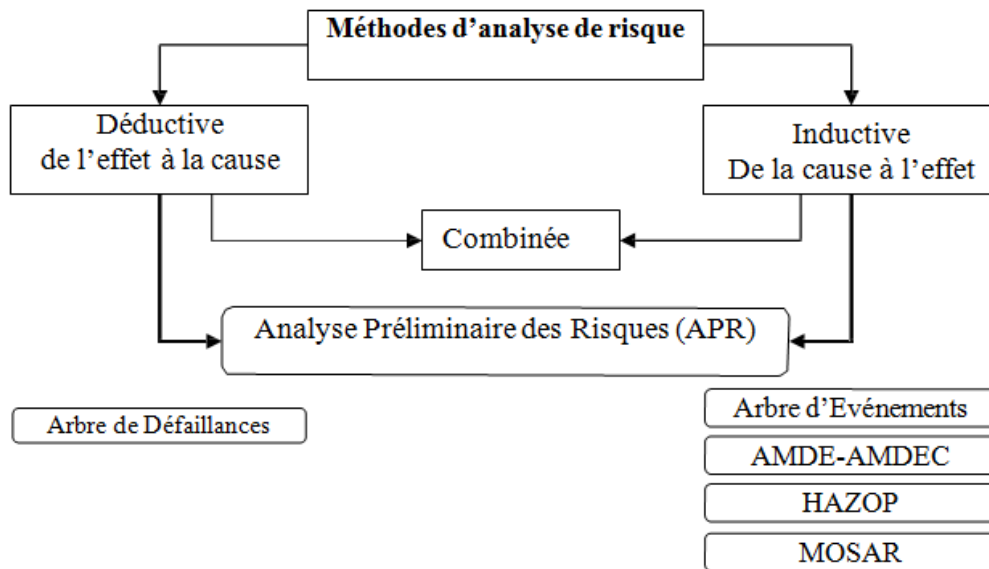 Méthodes d’analyse de risque
Déductive
de l’effet à la cause
Inductive
De la cause à l’effet
Combinée
Analyse Préliminaire des Risques (APR)
Arbre de Défaillances
Arbre d’Evénements
AMDE-AMDEC
HAZOP
MOSAR